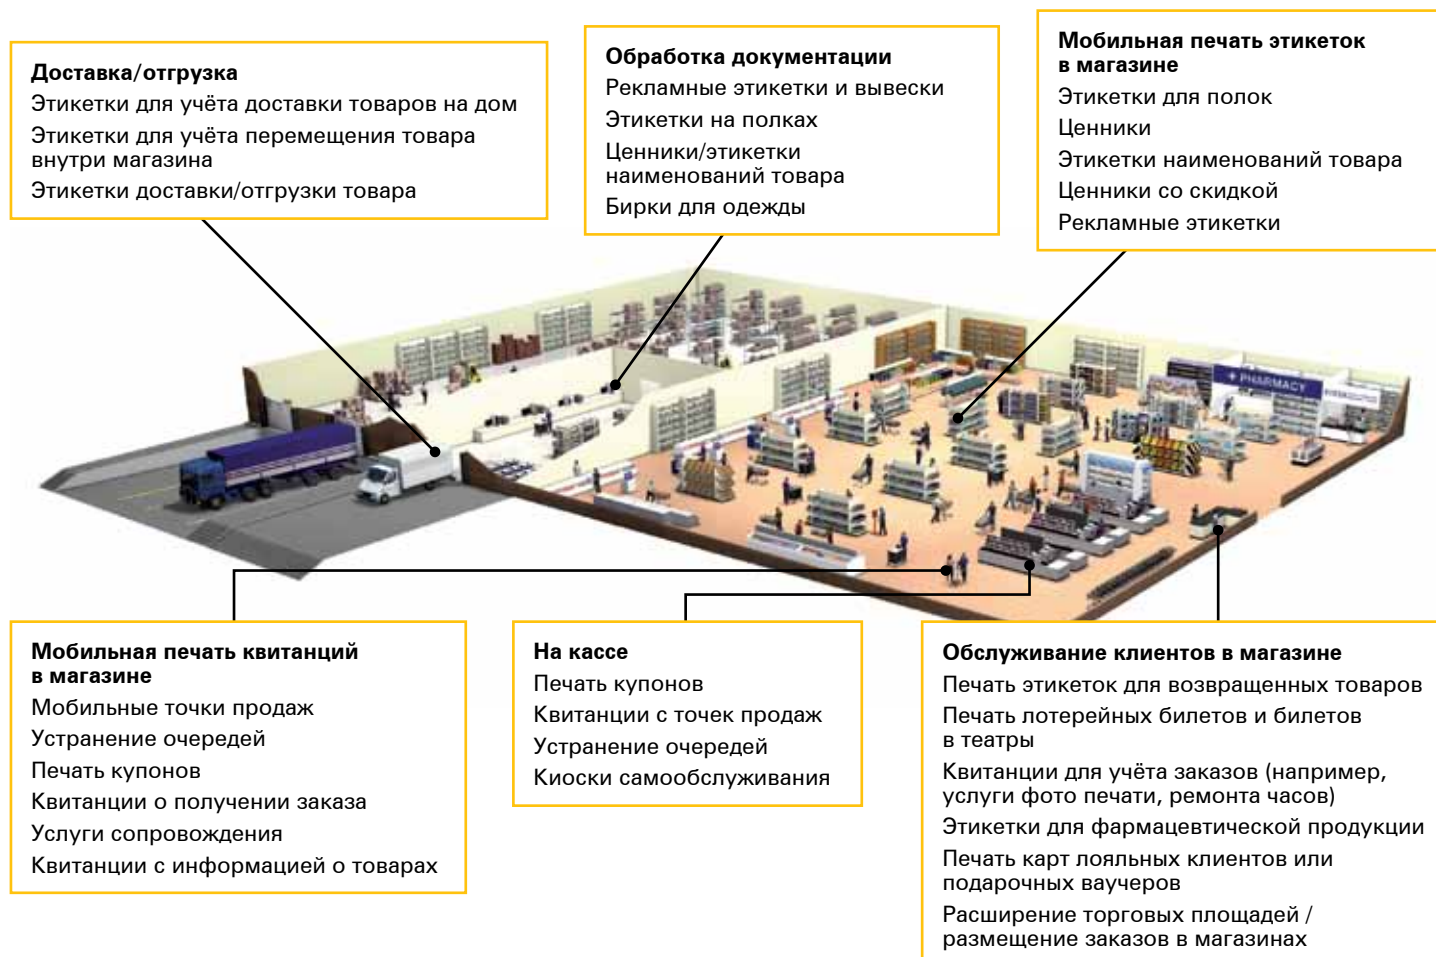 Доставка/отгрузка
Этикетки для учёта доставки товаров на дом
Этикетки для учёта перемещения товара
внутри магазина
Этикетки доставки/отгрузки товара
Обработка документации
Рекламные этикетки и вывески
Этикетки на полках
Ценники/этикетки
наименований товара
Бирки для одежды
Мобильная печать этикеток
в магазине
Этикетки для полок
Ценники
Этикетки наименований товара
Ценники со скидкой
Рекламные этикетки
+ PHARMACY
Мобильная печать квитанций
в магазине
Мобильные точки продаж
Устранение очередей
Печать купонов
Квитанции о получении заказа
Услуги сопровождения
Квитанции с информацией о товарах
На кассе
Печать купонов
Квитанции с точек продаж
Устранение очередей
Киоски самообслуживания
Обслуживание клиентов в магазине
Печать этикеток для возвращенных товаров
Печать лотерейных билетов и билетов
в театры
Квитанции для учёта заказов (например,
услуги фото печати, ремонта часов)
Этикетки для фармацевтической продукции
Печать карт лояльных клиентов или
подарочных ваучеров
Расширение торговых площадей /
размещение заказов в магазинах